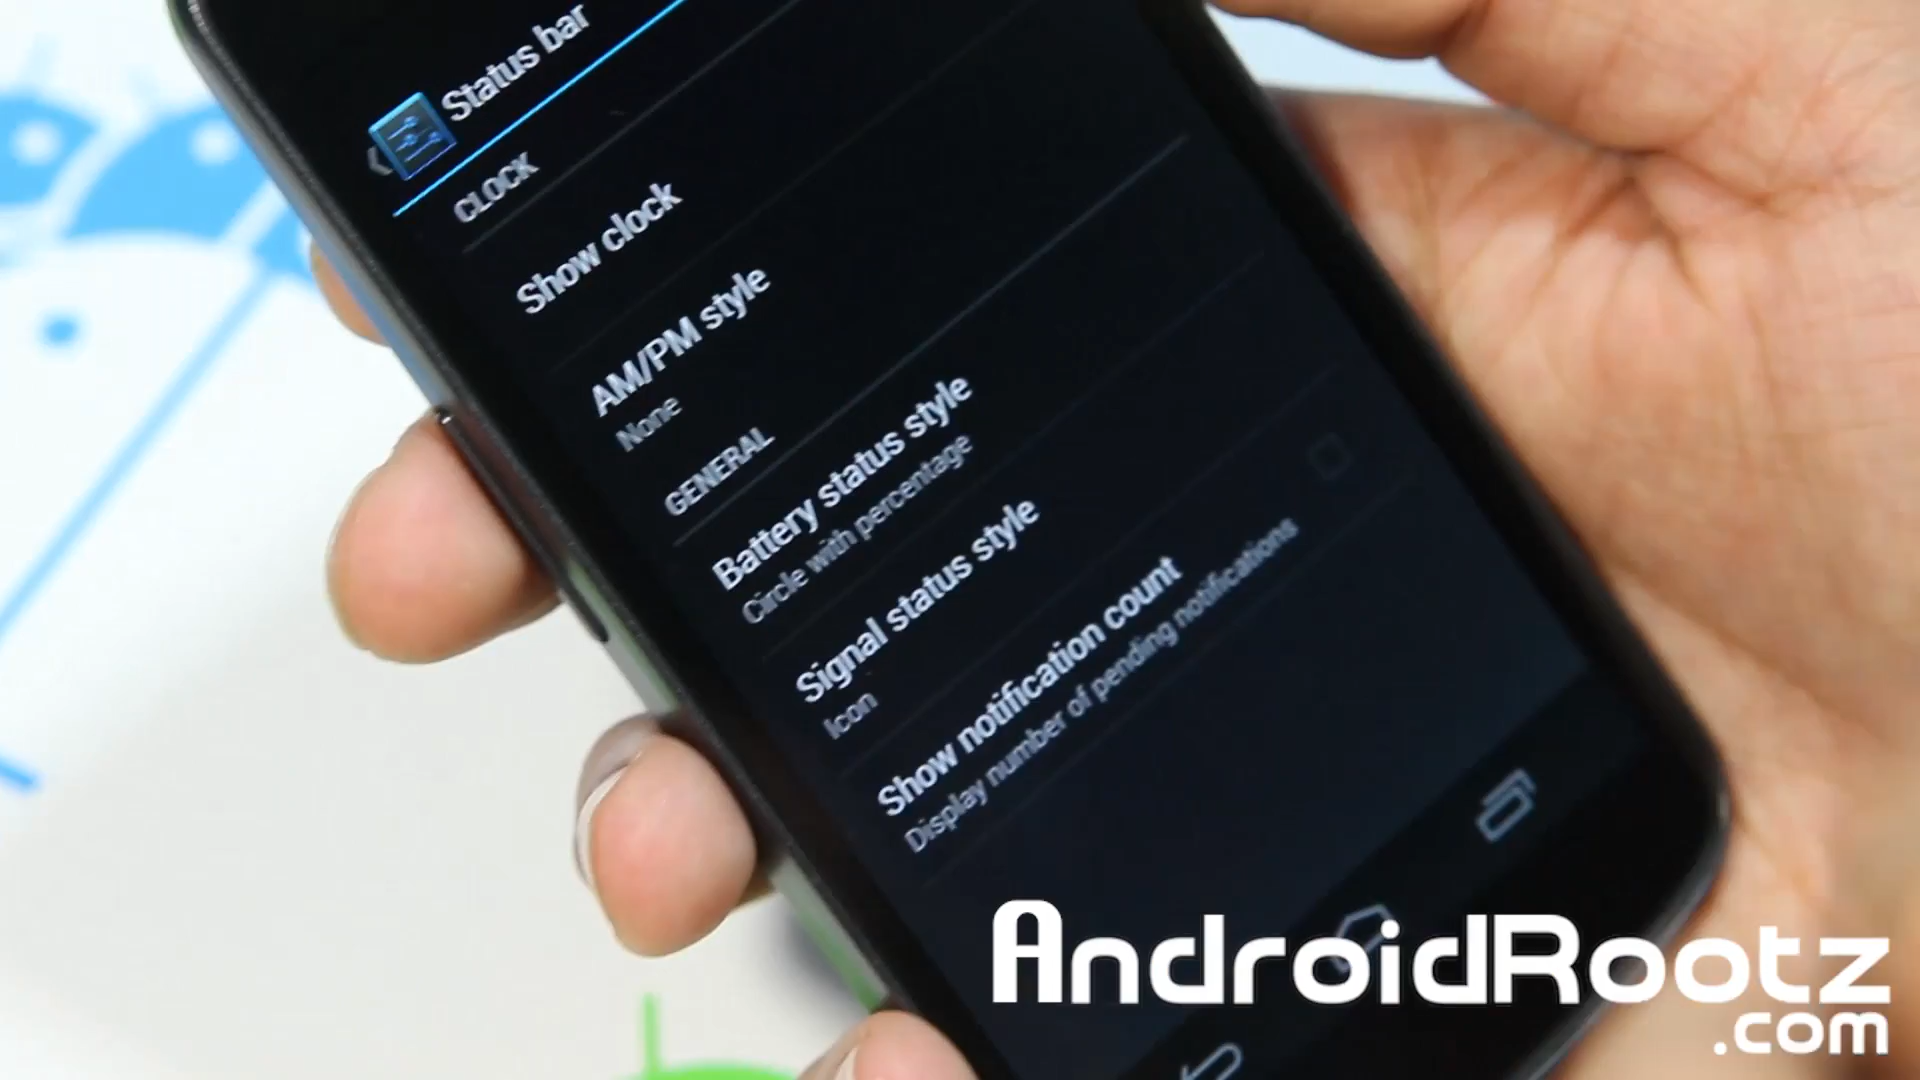 Status bar
CLOCK
Show clock
AM/PM style
None
GENERAL
Battery status style
Circle with percentage
Signal status style
Icon
Show notification count
Display number of pending notifications
AndroidRootz
.com